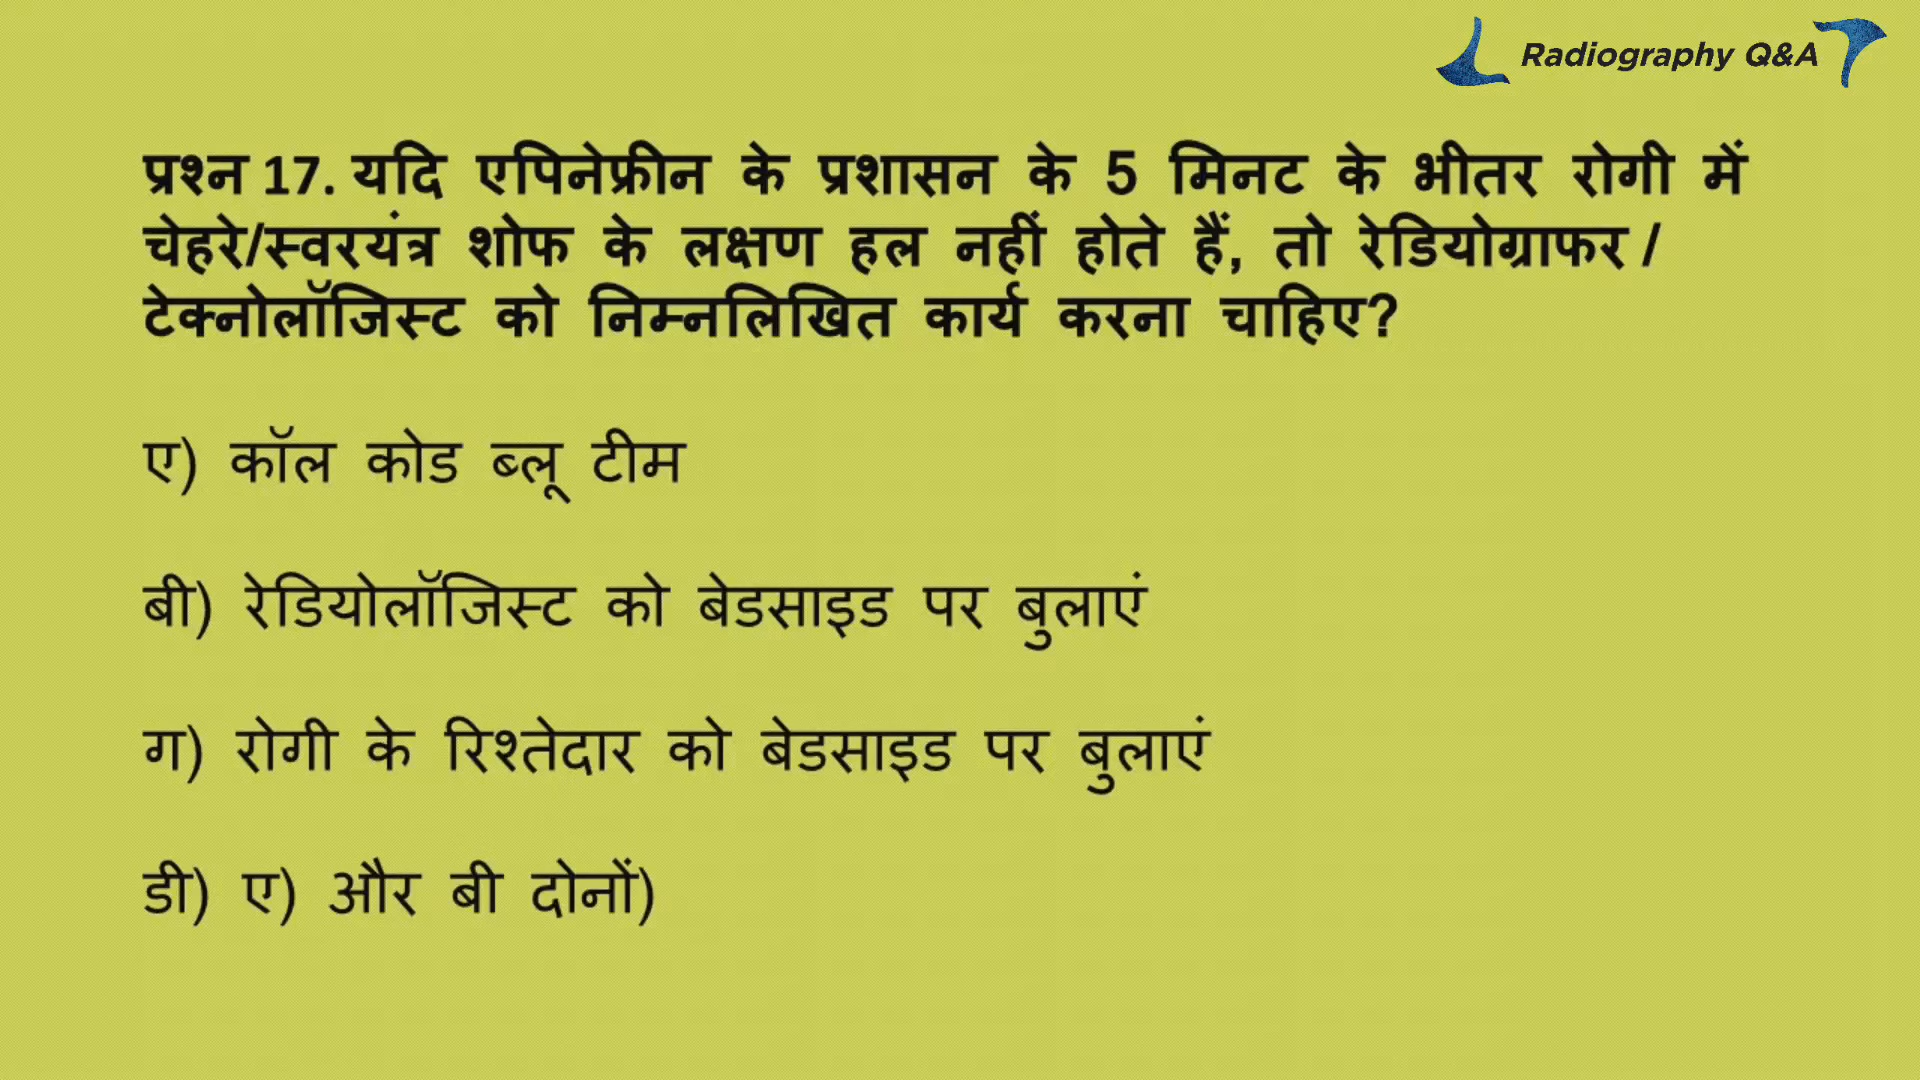 Radiography Q&A
प्रश्न 17. यदि एपिनेफ्रीन के प्रशासन के 5 मिनट के भीतर रोगी में
चेहरे/स्वरयंत्र शोफ के लक्षण हल नहीं होते हैं, तो रेडियोग्राफर /
टेक्नोलॉजिस्ट को निम्नलिखित कार्य करना चाहिए?
ए) कॉल कोड ब्लू टीम
बी) रेडियोलॉजिस्ट को बेडसाइड पर बुलाएं
ग) रोगी के रिश्तेदार को बेडसाइड पर बुलाएं
डी) ए) और बी दोनों)